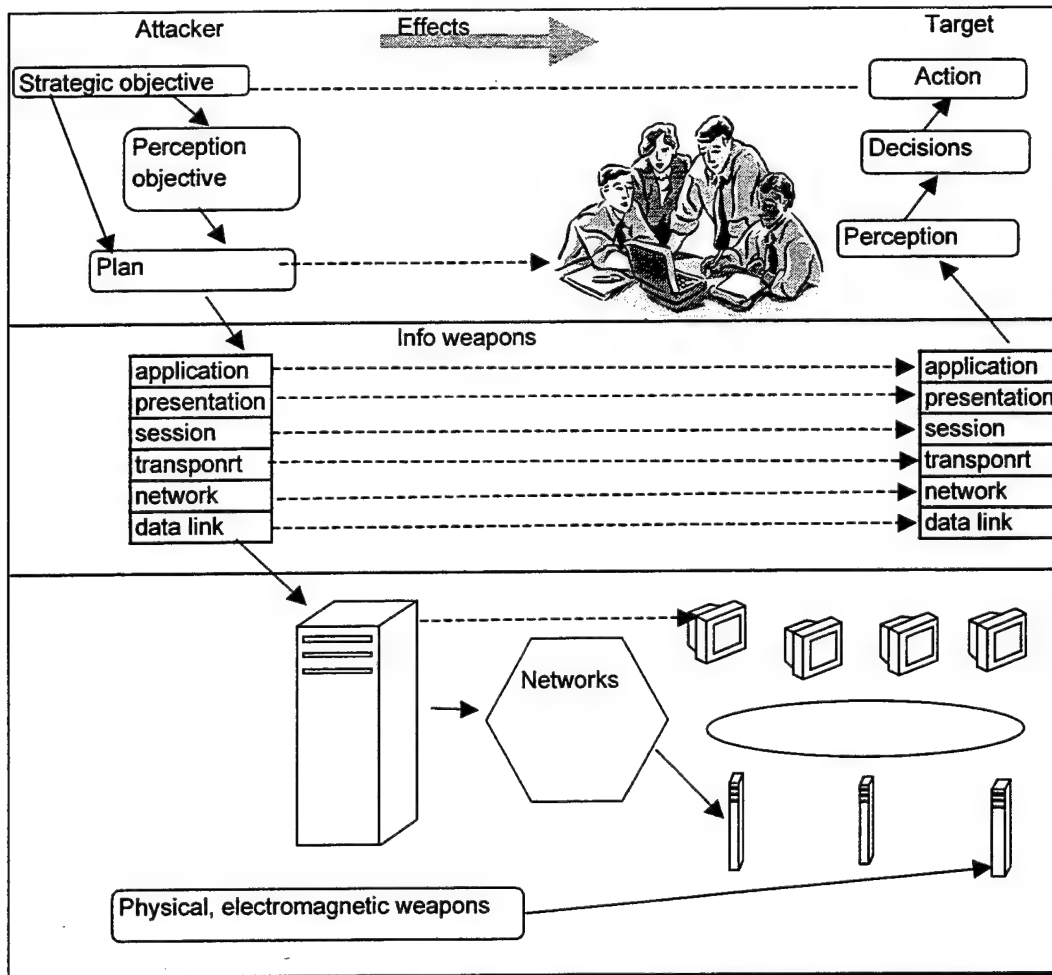 Attacker
Effects
Target
Strategic objective
Action
Perception
objective
Decisions
Plan
Perception
Info weapons
application
presentation
session
transponrt
network
data link
application
presentation
session
transponrt
network
data link
Networks
Physical, electromagnetic weapons